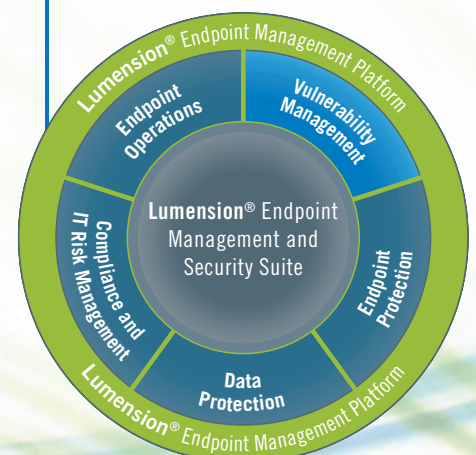 Lumension® Endpoint Management Platform
Endpoint
Operations
Vulnerability
Management
Lumension® Endpoint
Management and
Security Suite
Compliance and
IT Risk Management
Endpoint
Protection
Data
Protection
Lumension® Endpoint Management Platform